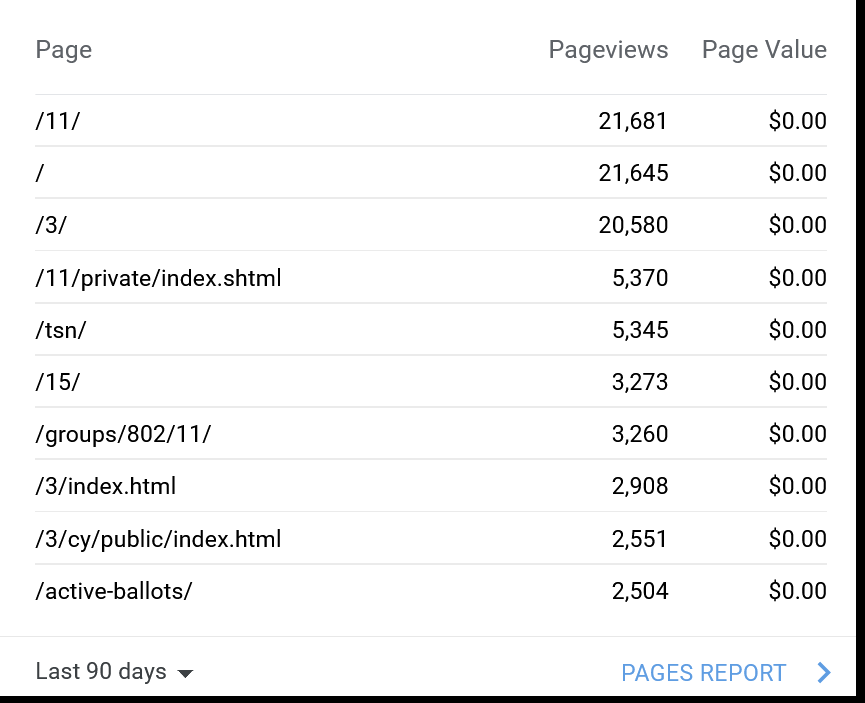 Page Pageviews Page Value
/11/ 21,681 $0.00
/ 21,645 $0.00
/3/ 20,580 $0.00
/11/private/index.shtml 5,370 $0.00
/tsn/ 5,345 $0.00
/15/ 3,273 $0.00
/groups/802/11/ 3,260 $0.00
/3/index.html 2,908 $0.00
/3/cy/public/index.html 2,551 $0.00
/active-ballots/ 2,504 $0.00
Last 90 days PAGES REPORT